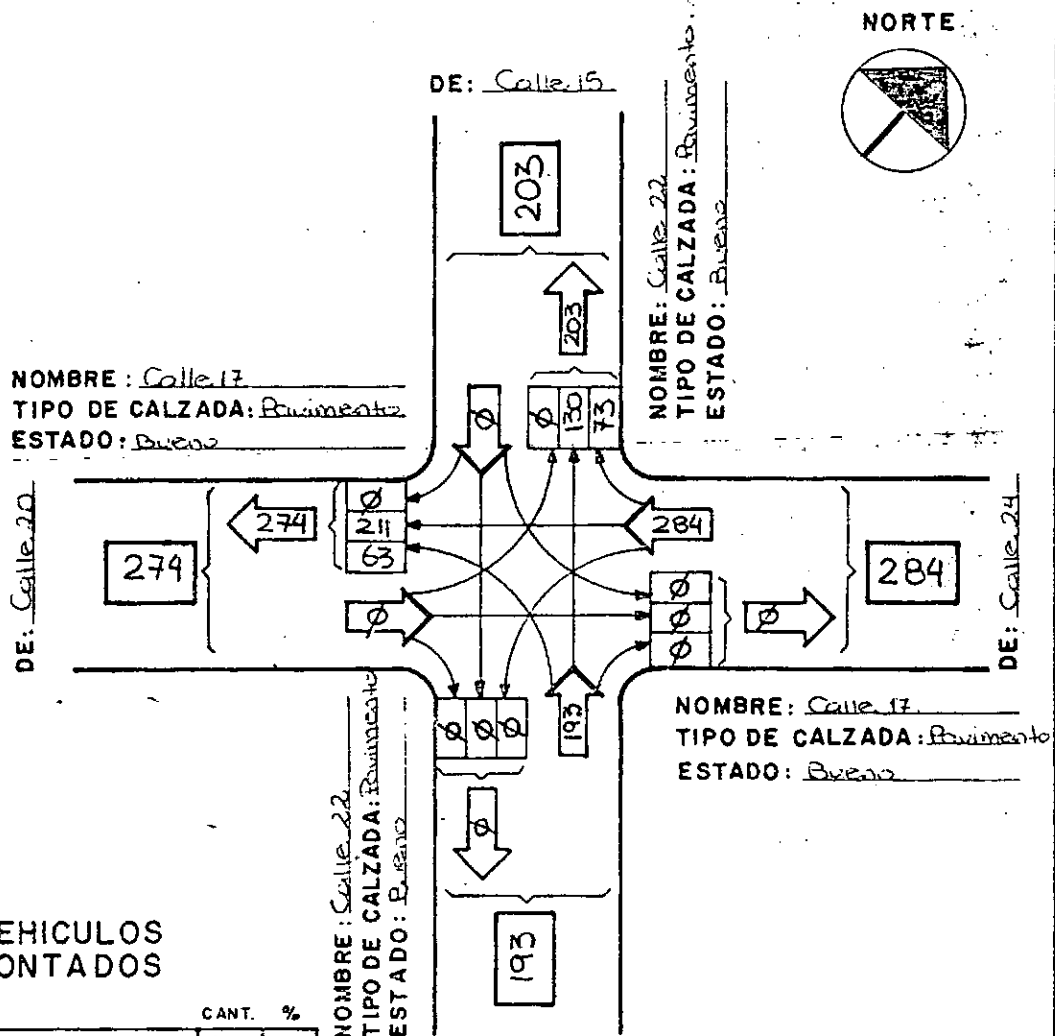 NORTE
DE: Calle 15
203
203
NOMBRE: Calle 22
TIPO DE CALZADA: Pavimento.
ESTADO: Bueno
NOMBRE: Calle 17
TIPO DE CALZADA: Pavimento
ESTADO: Bueno
Ø
Ø 130 73
DE: Calle 20
274
274
Ø
211
63
284
284
DE: Calle 24
Ø
Ø
Ø
Ø
Ø
Ø Ø Ø
193
NOMBRE: Calle 17
TIPO DE CALZADA: Pavimento
ESTADO: Bueno
Ø
193
NOMBRE: Calle 22
TIPO DE CALZADA: Pavimento
ESTADO: Bueno
EHICULOS
ONTADOS
CANT. %